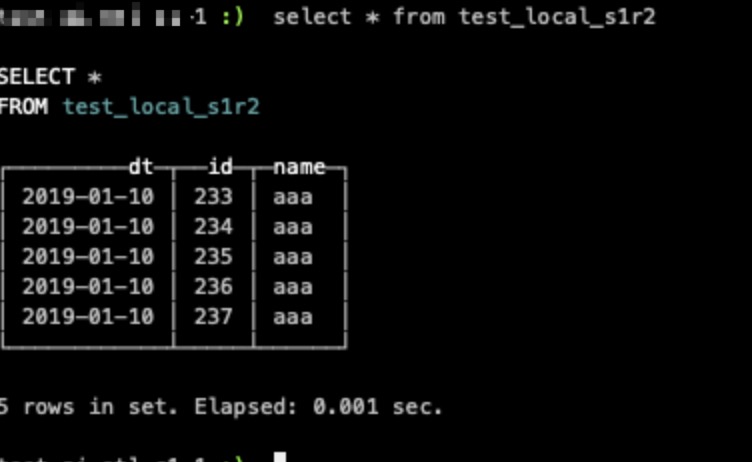 -1 :) select * from test_local_s1r2
SELECT *
FROM test_local_s1r2
dt id name
2019-01-10 233 aaa
2019-01-10 234 aaa
2019-01-10 235 aaa
2019-01-10 236 aaa
2019-01-10 237 aaa
5 rows in set. Elapsed: 0.001 sec.
:)